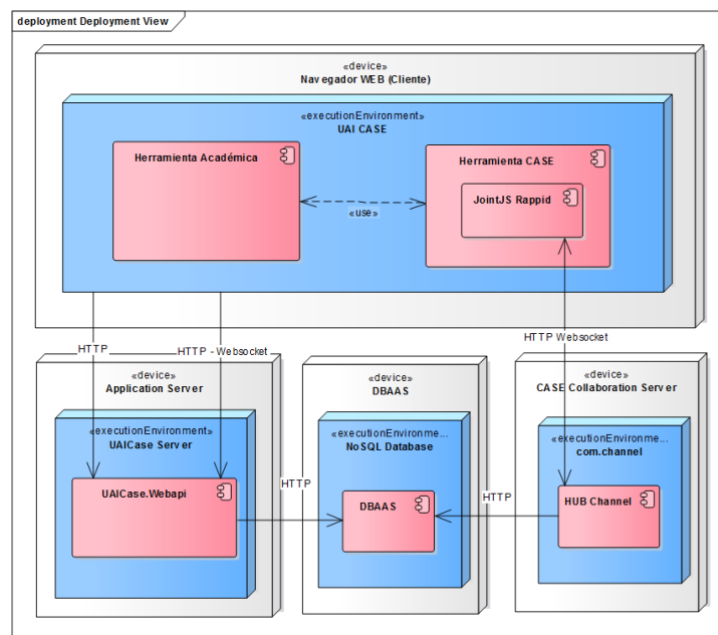 deployment Deployment View
«device»
Navegador WEB (Cliente)
«executionEnvironment»
UAI CASE
Herramienta Académica
Herramienta CASE
JointJS Rappid
«use»
HTTP
HTTP - Websocket
HTTP Websocket
«device»
Application Server
«executionEnvironment»
UAICase Server
UAICase.Webapi
HTTP
«device»
DBAAS
«executionEnvironme...
NoSQL Database
DBAAS
HTTP
«device»
CASE Collaboration Server
«executionEnvironme...
com.channel
HUB Channel